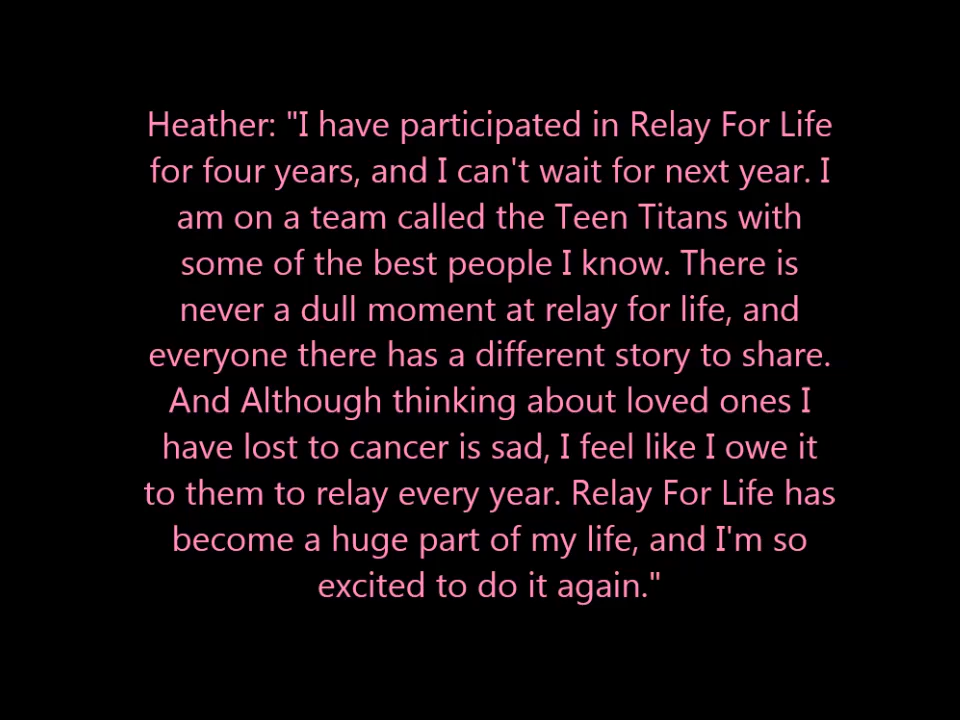 Heather: "I have participated in Relay For Life
for four years, and I can't wait for next year. I
am on a team called the Teen Titans with
some of the best people I know. There is
never a dull moment at relay for life, and
everyone there has a different story to share.
And Although thinking about loved ones I
have lost to cancer is sad, I feel like I owe it
to them to relay every year. Relay For Life has
become a huge part of my life, and I'm so
excited to do it again."